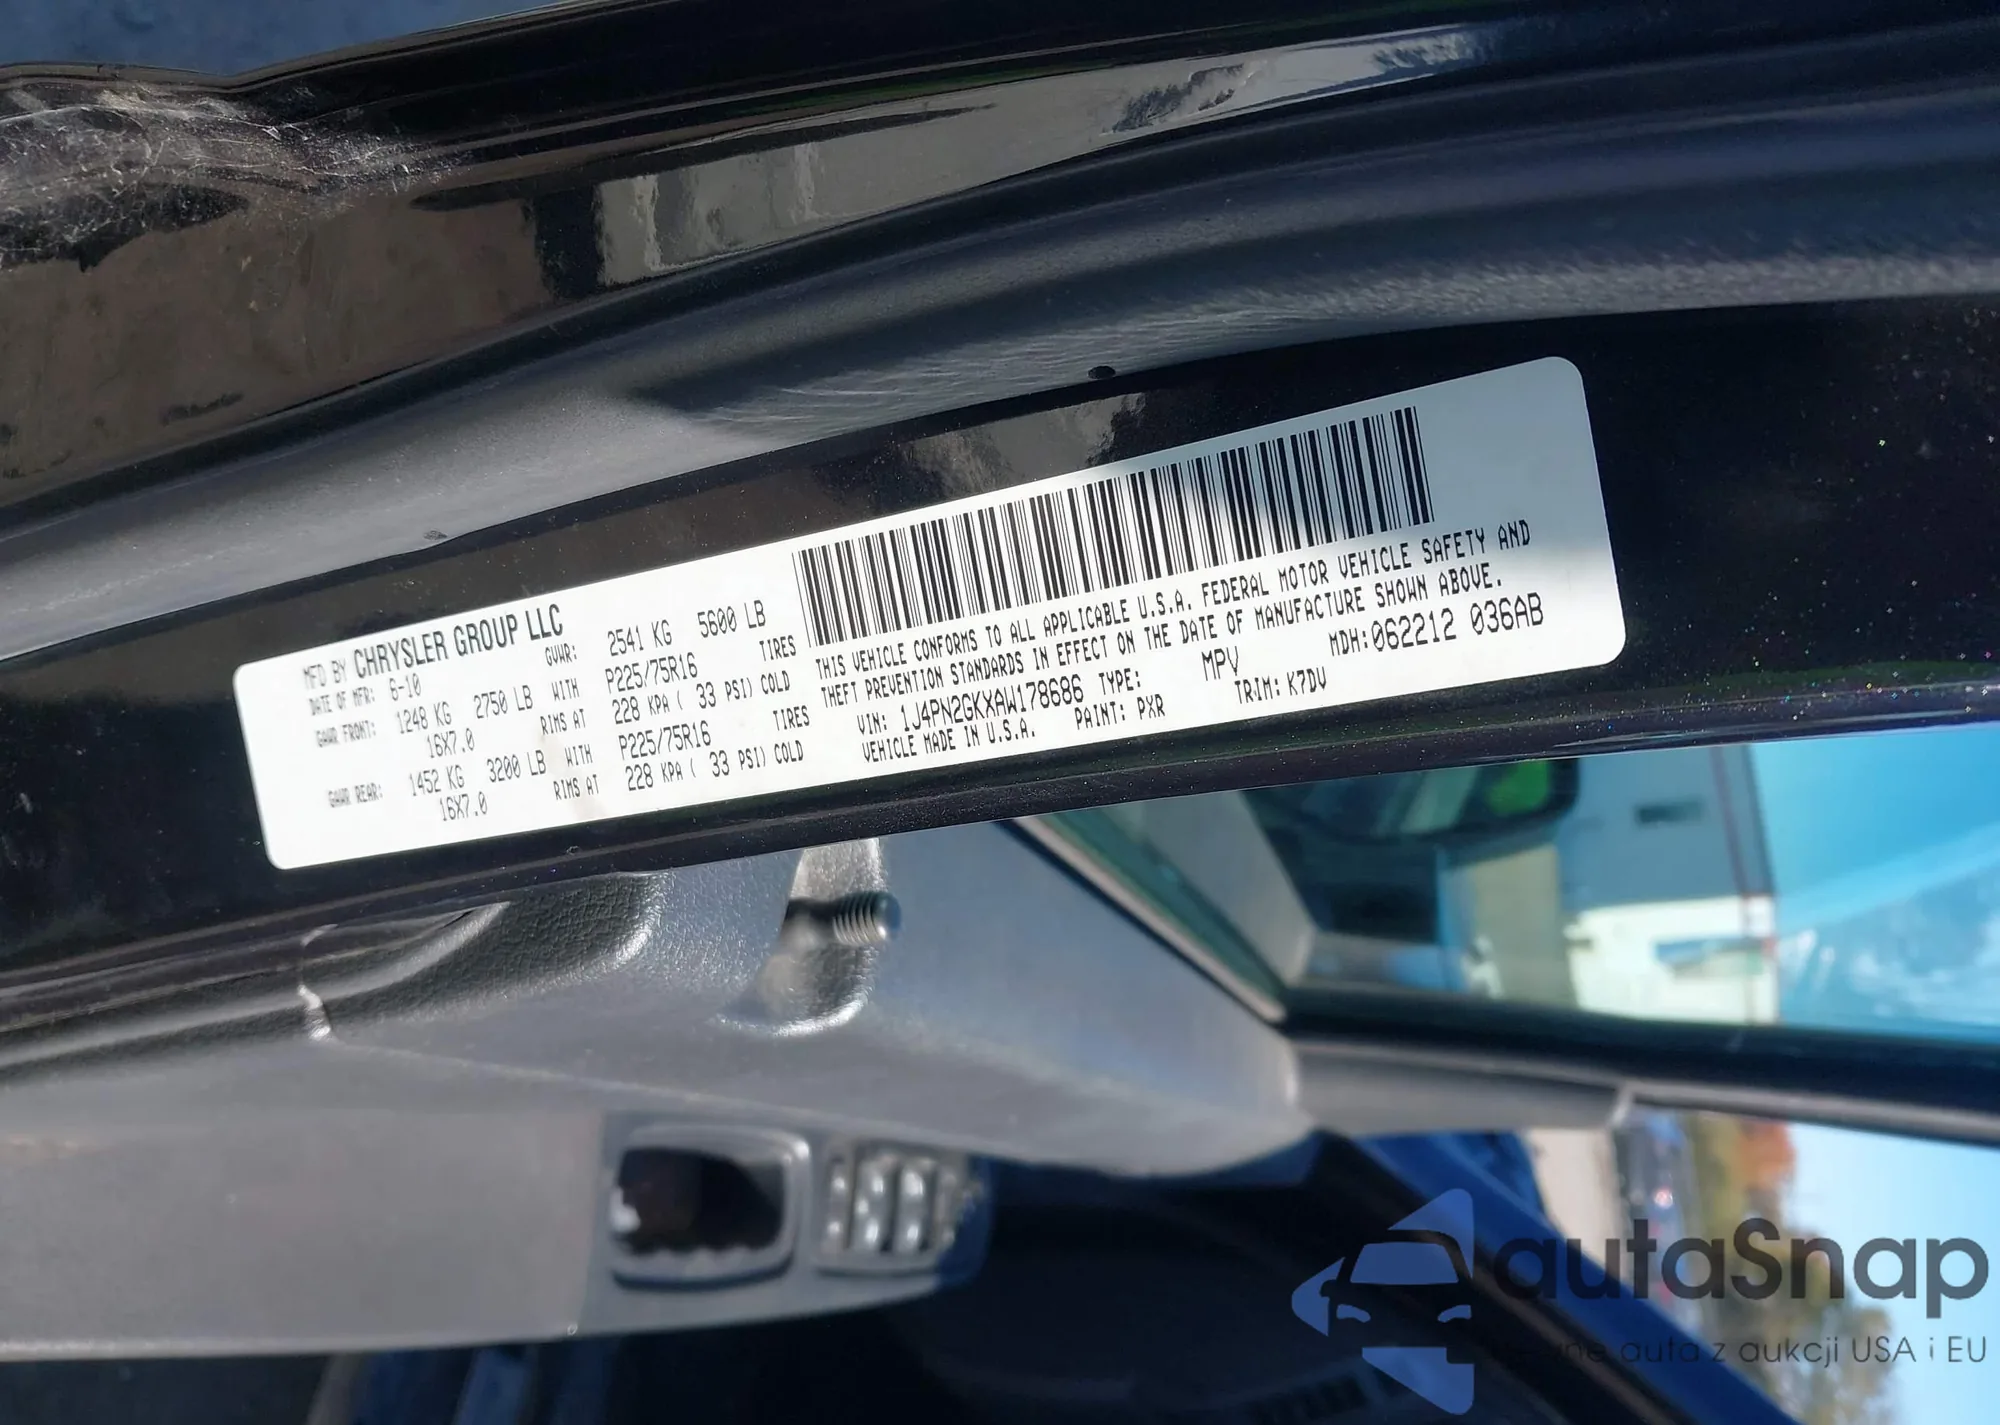 MFD BY CHRYSLER GROUP LLC
DATE OF MFR: 6-10 GVWR: 2541 KG 5600 LB
GAWR FRONT: 1248 KG 2750 LB WITH P225/75R16 TIRES
16X7.0 RIMS AT 228 KPA ( 33 PSI) COLD
GAWR REAR: 1452 KG 3200 LB WITH P225/75R16 TIRES
16X7.0 RIMS AT 228 KPA ( 33 PSI) COLD
THIS VEHICLE CONFORMS TO ALL APPLICABLE U.S.A. FEDERAL MOTOR VEHICLE SAFETY AND
THEFT PREVENTION STANDARDS IN EFFECT ON THE DATE OF MANUFACTURE SHOWN ABOVE.
VIN: 1J4PN2GKXAW178686 TYPE: MPV MDH: 062212 036AB
VEHICLE MADE IN U.S.A. PAINT: PXR TRIM: K7DV
autaSnap
auta z aukcji USA i EU